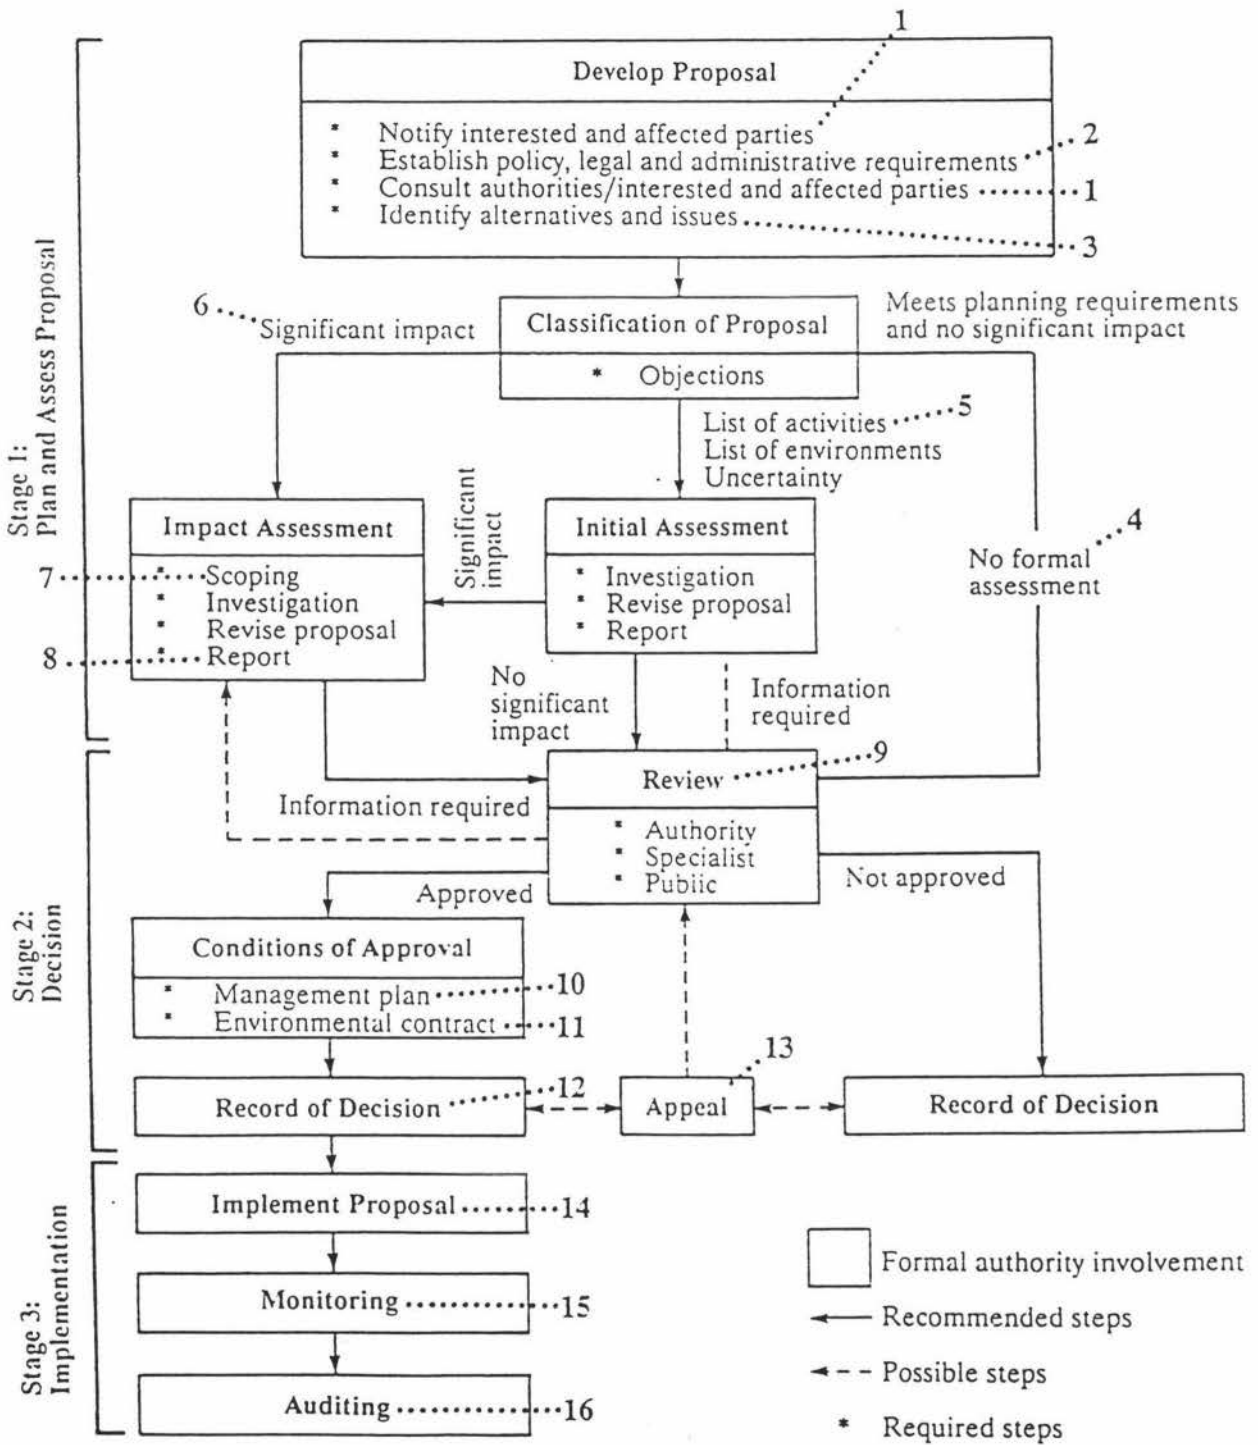 1
Develop Proposal
* Notify interested and affected parties
2
* Establish policy, legal and administrative requirements
* Consult authorities/interested and affected parties
1
* Identify alternatives and issues
3
Stage 1:
Plan and Assess Proposal
6
Significant impact
Classification of Proposal
* Objections
Meets planning requirements
and no significant impact
List of activities
5
List of environments
Uncertainty
Impact Assessment
7
* Scoping
* Investigation
* Revise proposal
8
* Report
Significant
impact
Initial Assessment
* Investigation
* Revise proposal
* Report
4
No formal
assessment
No
significant
impact
Information
required
Stage 2:
Decision
Review
9
* Authority
* Specialist
* Public
Information required
Approved
Not approved
Conditions of Approval
* Management plan
10
* Environmental contract
11
Record of Decision
12
Appeal
13
Record of Decision
Stage 3:
Implementation
Implement Proposal
14
Monitoring
15
Auditing
16
Formal authority involvement
Recommended steps
Possible steps
* Required steps